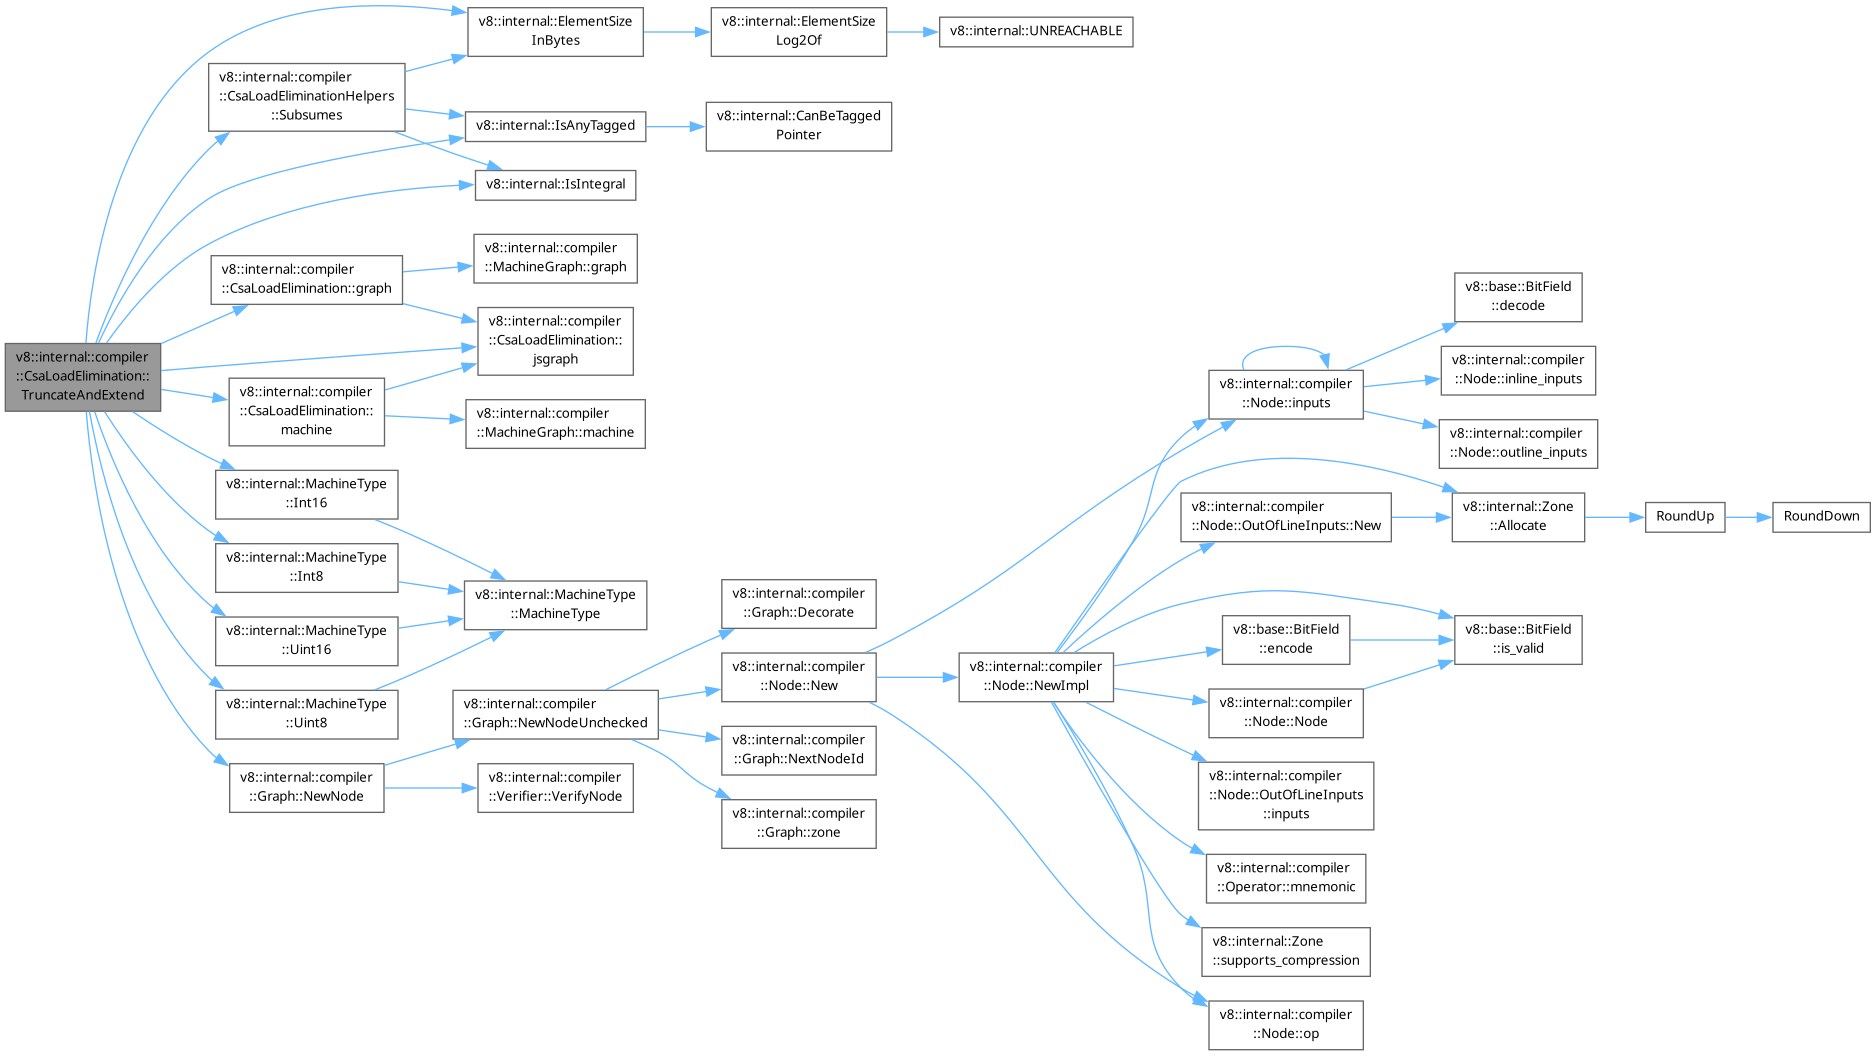 v8::internal::compiler
::CsaLoadElimination::
TruncateAndExtend
v8::internal::ElementSize
InBytes
v8::internal::ElementSize
Log2Of
v8::internal::UNREACHABLE
v8::internal::compiler
::CsaLoadEliminationHelpers
::Subsumes
v8::internal::IsAnyTagged
v8::internal::CanBeTagged
Pointer
v8::internal::IsIntegral
v8::internal::compiler
::CsaLoadElimination::graph
v8::internal::compiler
::MachineGraph::graph
v8::internal::compiler
::CsaLoadElimination::
jsgraph
v8::internal::compiler
::CsaLoadElimination::
machine
v8::internal::compiler
::MachineGraph::machine
v8::internal::MachineType
::Int16
v8::internal::MachineType
::Int8
v8::internal::MachineType
::MachineType
v8::internal::MachineType
::Uint16
v8::internal::MachineType
::Uint8
v8::internal::compiler
::Graph::NewNode
v8::internal::compiler
::Graph::NewNodeUnchecked
v8::internal::compiler
::Verifier::VerifyNode
v8::internal::compiler
::Graph::Decorate
v8::internal::compiler
::Node::New
v8::internal::compiler
::Graph::NextNodeId
v8::internal::compiler
::Graph::zone
v8::internal::compiler
::Node::NewImpl
v8::internal::compiler
::Node::inputs
v8::base::BitField
::decode
v8::internal::compiler
::Node::inline_inputs
v8::internal::compiler
::Node::outline_inputs
v8::internal::compiler
::Node::OutOfLineInputs::New
v8::internal::Zone
::Allocate
RoundUp
RoundDown
v8::base::BitField
::encode
v8::base::BitField
::is_valid
v8::internal::compiler
::Node::Node
v8::internal::compiler
::Node::OutOfLineInputs
::inputs
v8::internal::compiler
::Operator::mnemonic
v8::internal::Zone
::supports_compression
v8::internal::compiler
::Node::op